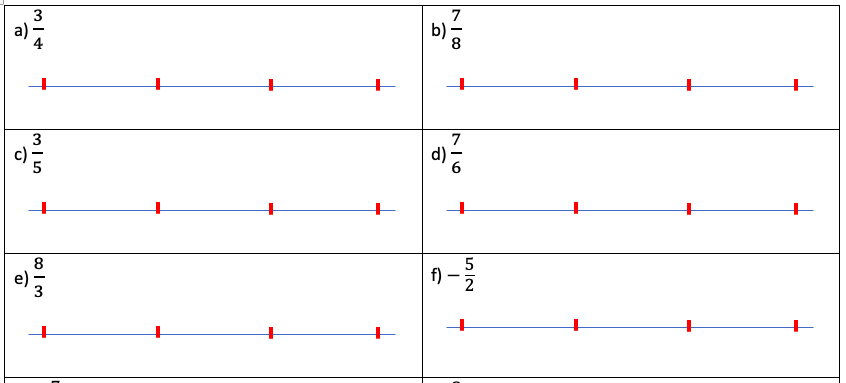 a) 3/4
b) 7/8
c) 3/5
d) 7/6
e) 8/3
f) − 5/2